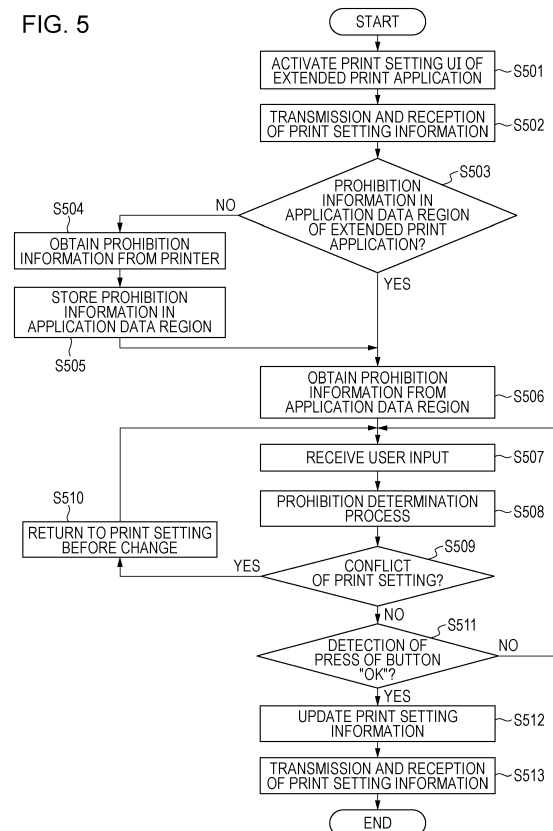 FIG. 5
START
ACTIVATE PRINT SETTING UI OF
EXTENDED PRINT APPLICATION
S501
TRANSMISSION AND RECEPTION
OF PRINT SETTING INFORMATION
S502
S503
PROHIBITION
INFORMATION IN
APPLICATION DATA REGION
OF EXTENDED PRINT
APPLICATION?
NO
YES
S504
OBTAIN PROHIBITION
INFORMATION FROM PRINTER
STORE PROHIBITION
INFORMATION IN
APPLICATION DATA REGION
S505
OBTAIN PROHIBITION
INFORMATION FROM
APPLICATION DATA REGION
S506
RECEIVE USER INPUT
S507
PROHIBITION DETERMINATION
PROCESS
S508
S509
CONFLICT
OF PRINT SETTING?
YES
NO
S510
RETURN TO PRINT SETTING
BEFORE CHANGE
S511
DETECTION OF
PRESS OF BUTTON
"OK"?
NO
YES
UPDATE PRINT SETTING
INFORMATION
S512
TRANSMISSION AND RECEPTION
OF PRINT SETTING INFORMATION
S513
END